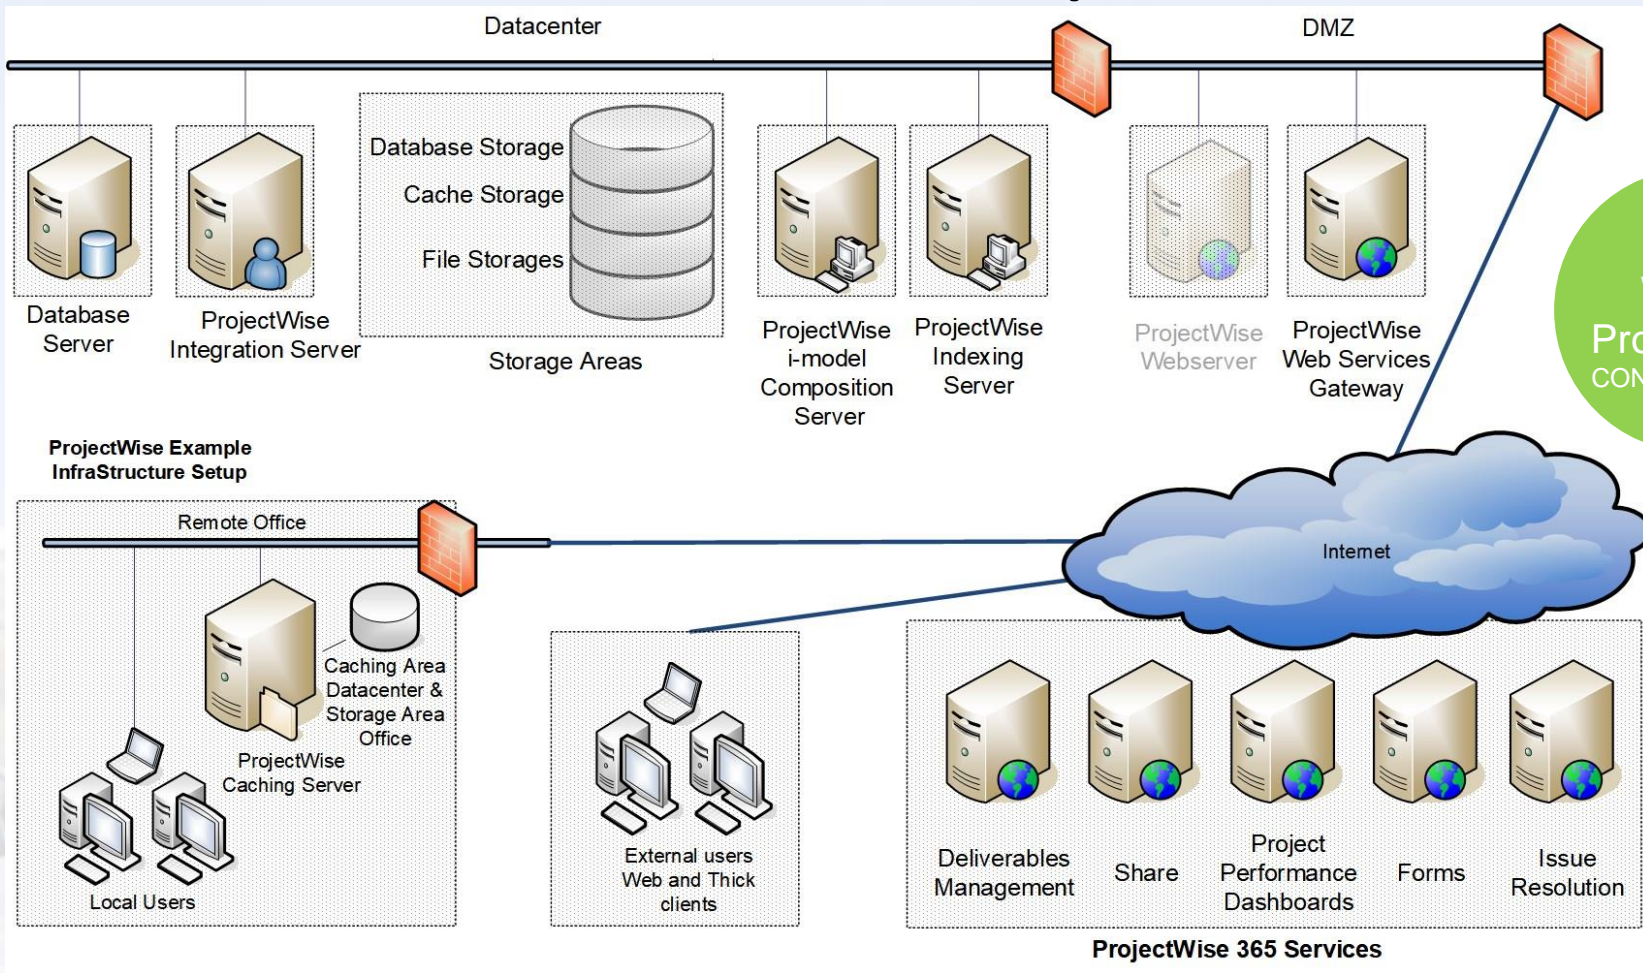 Datacenter
DMZ
Database Storage
Cache Storage
File Storages
Database
Server
ProjectWise
Integration Server
Storage Areas
ProjectWise
i-model
Composition
Server
ProjectWise
Indexing
Server
ProjectWise
Webserver
ProjectWise
Web Services
Gateway
ProjectWise Example
InfraStructure Setup
Remote Office
Internet
Caching Area
Datacenter &
Storage Area
Office
ProjectWise
Caching Server
Local Users
External users
Web and Thick
clients
Deliverables
Management
Share
Project
Performance
Dashboards
Forms
Issue
Resolution
ProjectWise 365 Services